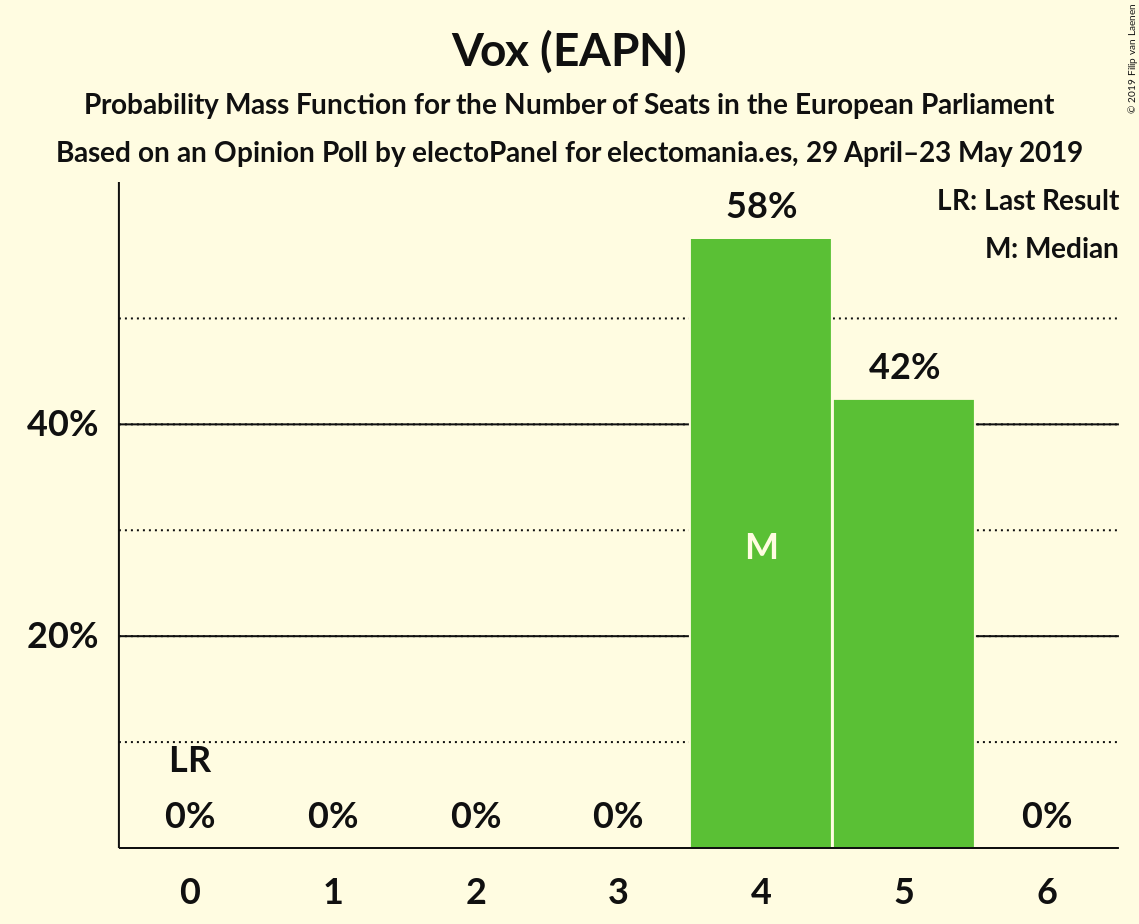 Vox (EAPN)
Probability Mass Function for the Number of Seats in the European Parliament
Based on an Opinion Poll by electoPanel for electomania.es, 29 April–23 May 2019
© 2019 Filip van Laenen
LR: Last Result
M: Median
58%
42%
40%
M
20%
LR
0%
0%
0%
0%
0%
0
1
2
3
4
5
6